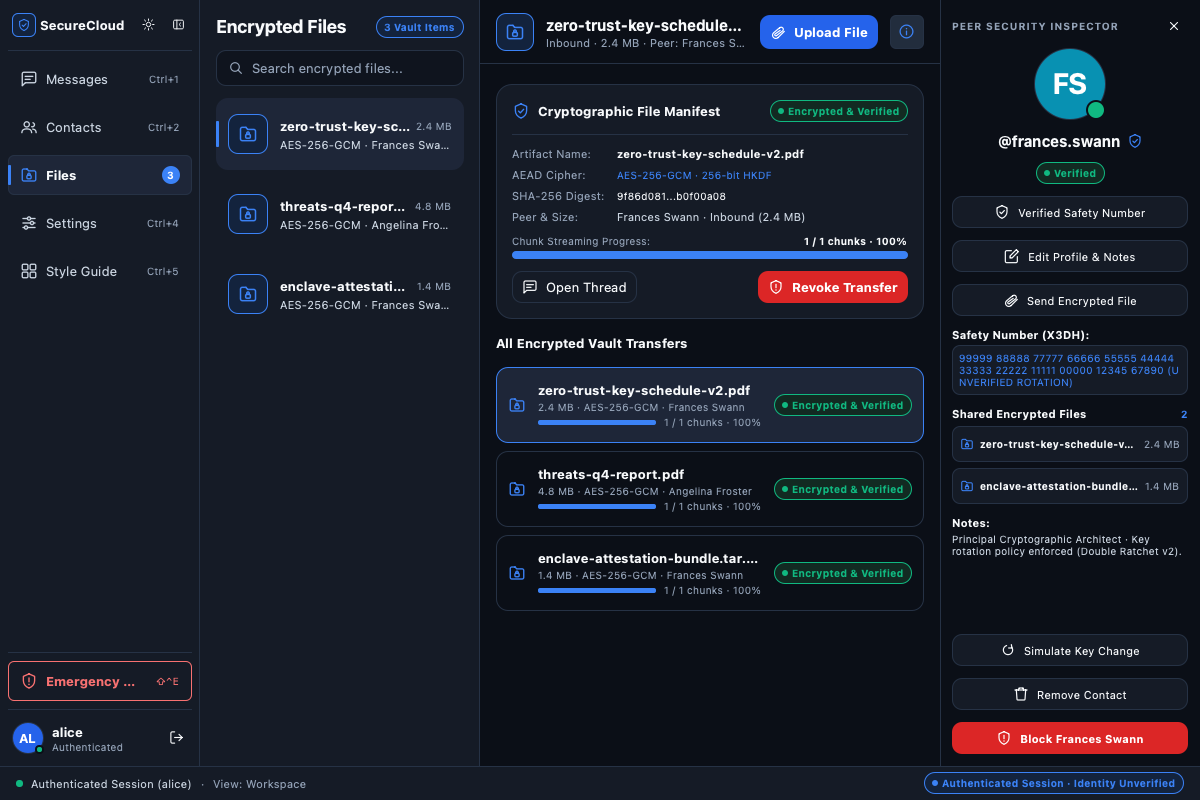 SecureCloud
Messages Ctrl+1
Contacts Ctrl+2
Files 3
Settings Ctrl+4
Style Guide Ctrl+5
Emergency ... ⇧^E
AL alice
Authenticated
Encrypted Files 3 Vault Items
Search encrypted files...
zero-trust-key-sc... 2.4 MB
AES-256-GCM · Frances Swa...
threats-q4-repor... 4.8 MB
AES-256-GCM · Angelina Fro...
enclave-attestati... 1.4 MB
AES-256-GCM · Frances Swa...
zero-trust-key-schedule...
Inbound · 2.4 MB · Peer: Frances S...
Upload File
Cryptographic File Manifest Encrypted & Verified
Artifact Name: zero-trust-key-schedule-v2.pdf
AEAD Cipher: AES-256-GCM · 256-bit HKDF
SHA-256 Digest: 9f86d081...b0f00a08
Peer & Size: Frances Swann · Inbound (2.4 MB)
Chunk Streaming Progress: 1 / 1 chunks · 100%
Open Thread Revoke Transfer
All Encrypted Vault Transfers
zero-trust-key-schedule-v2.pdf
2.4 MB · AES-256-GCM · Frances Swann
1 / 1 chunks · 100%
Encrypted & Verified
threats-q4-report.pdf
4.8 MB · AES-256-GCM · Angelina Froster
1 / 1 chunks · 100%
Encrypted & Verified
enclave-attestation-bundle.tar....
1.4 MB · AES-256-GCM · Frances Swann
1 / 1 chunks · 100%
Encrypted & Verified
PEER SECURITY INSPECTOR
FS
@frances.swann
Verified
Verified Safety Number
Edit Profile & Notes
Send Encrypted File
Safety Number (X3DH):
99999 88888 77777 66666 55555 44444
33333 22222 11111 00000 12345 67890 (U
NVERIFIED ROTATION)
Shared Encrypted Files 2
zero-trust-key-schedule-v... 2.4 MB
enclave-attestation-bundle... 1.4 MB
Notes:
Principal Cryptographic Architect · Key
rotation policy enforced (Double Ratchet v2).
Simulate Key Change
Remove Contact
Block Frances Swann
Authenticated Session (alice) · View: Workspace
Authenticated Session · Identity Unverified